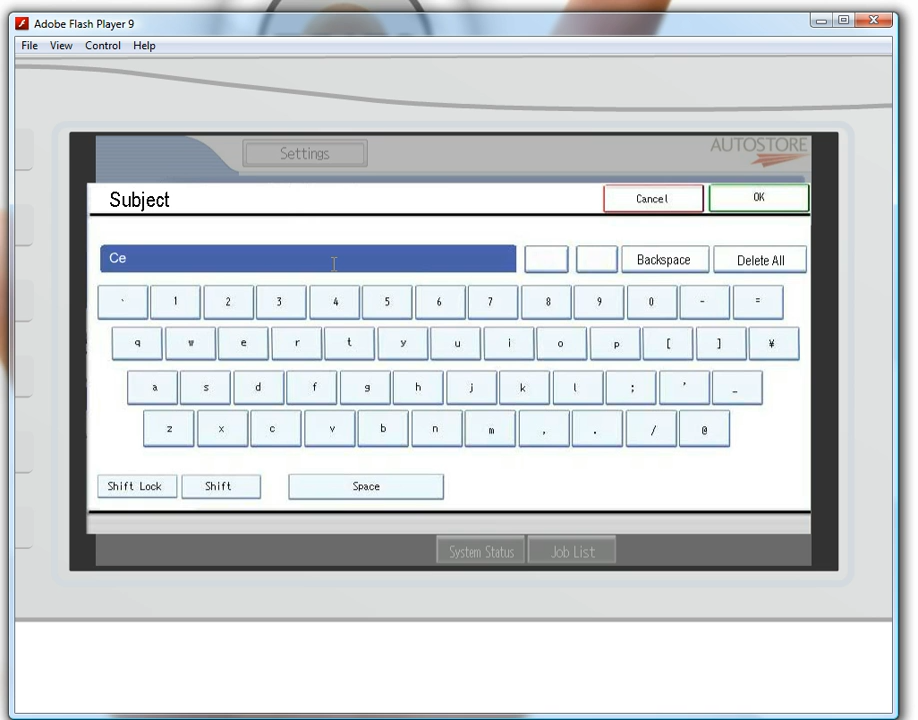 Adobe Flash Player 9
File View Control Help
Settings
AUTOSTORE
Subject
Cancel OK
Ce
Backspace Delete All
` 1 2 3 4 5 6 7 8 9 0 - =
q w e r t y u i o p [ ] ¥
a s d f g h j k l ; ' _
z x c v b n m , . / @
Shift Lock Shift Space
System Status Job List